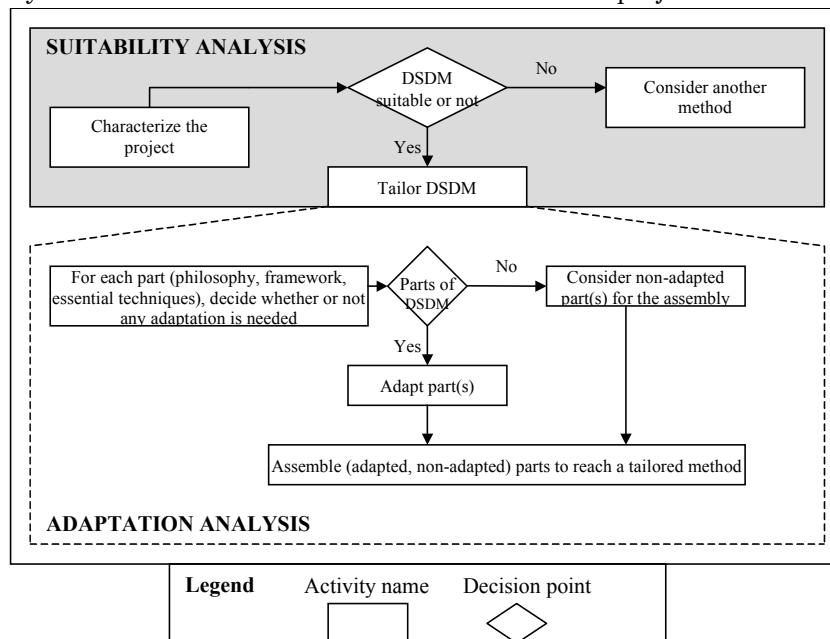 SUITABILITY ANALYSIS
DSDM
suitable or not
No
Consider another
method
Characterize the
project
Yes
Tailor DSDM
For each part (philosophy, framework,
essential techniques), decide whether or not
any adaptation is needed
Parts of
DSDM
No
Consider non-adapted
part(s) for the assembly
Yes
Adapt part(s)
Assemble (adapted, non-adapted) parts to reach a tailored method
ADAPTATION ANALYSIS
Legend
Activity name
Decision point